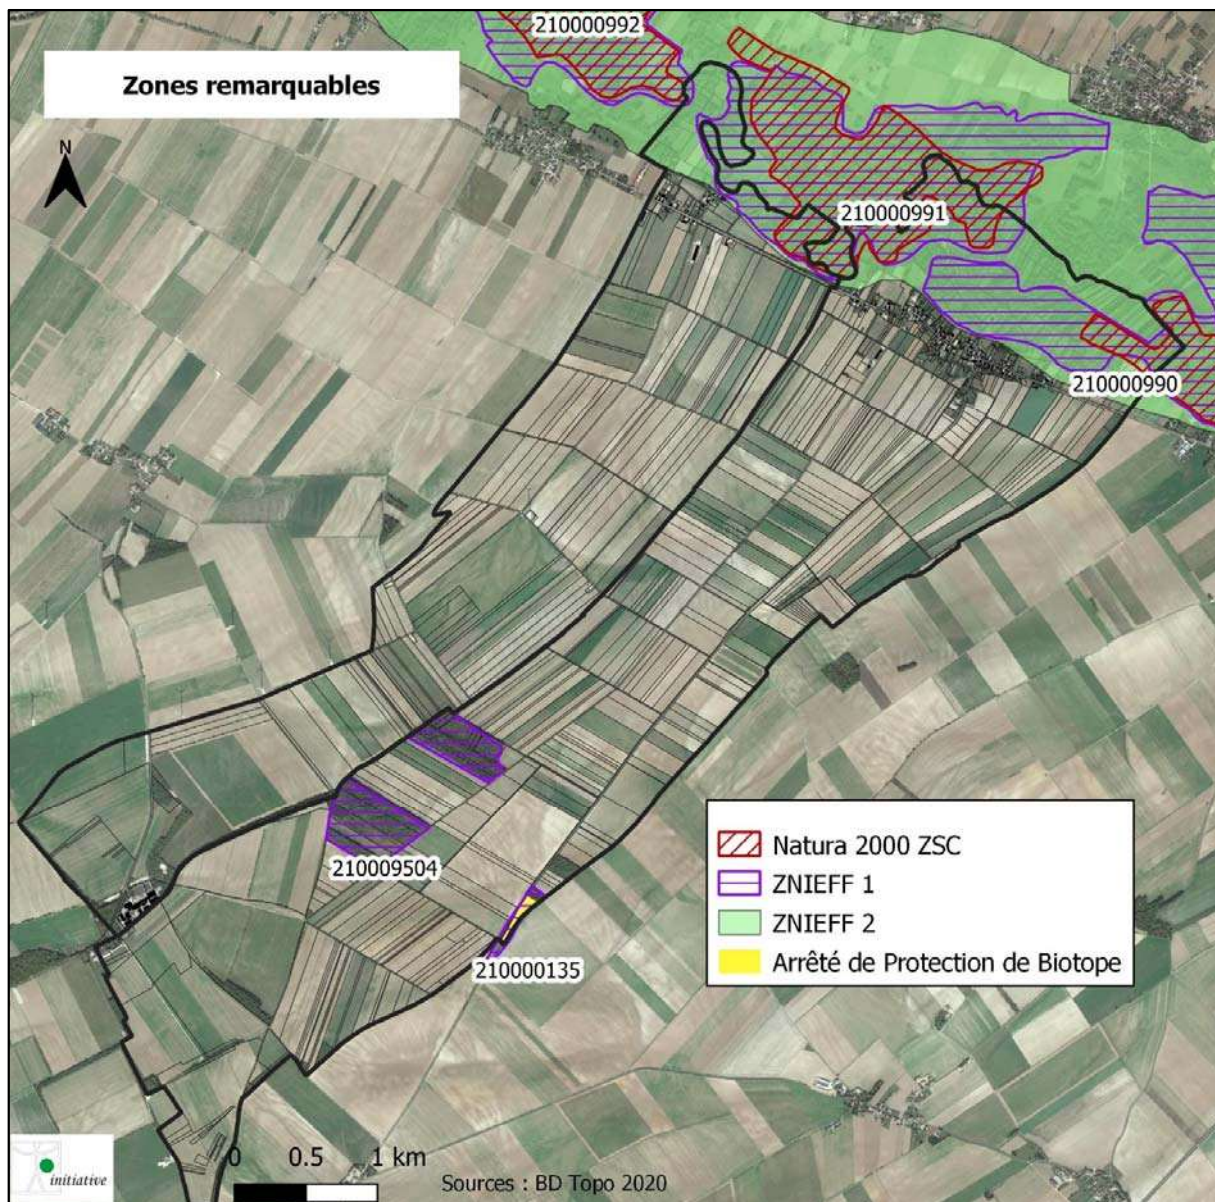 210000992
Zones remarquables
N
210000991
210000990
Natura 2000 ZSC
ZNIEFF 1
ZNIEFF 2
Arrêté de Protection de Biotope
210009504
210000135
0 0.5 1 km
Sources : BD Topo 2020
initiative